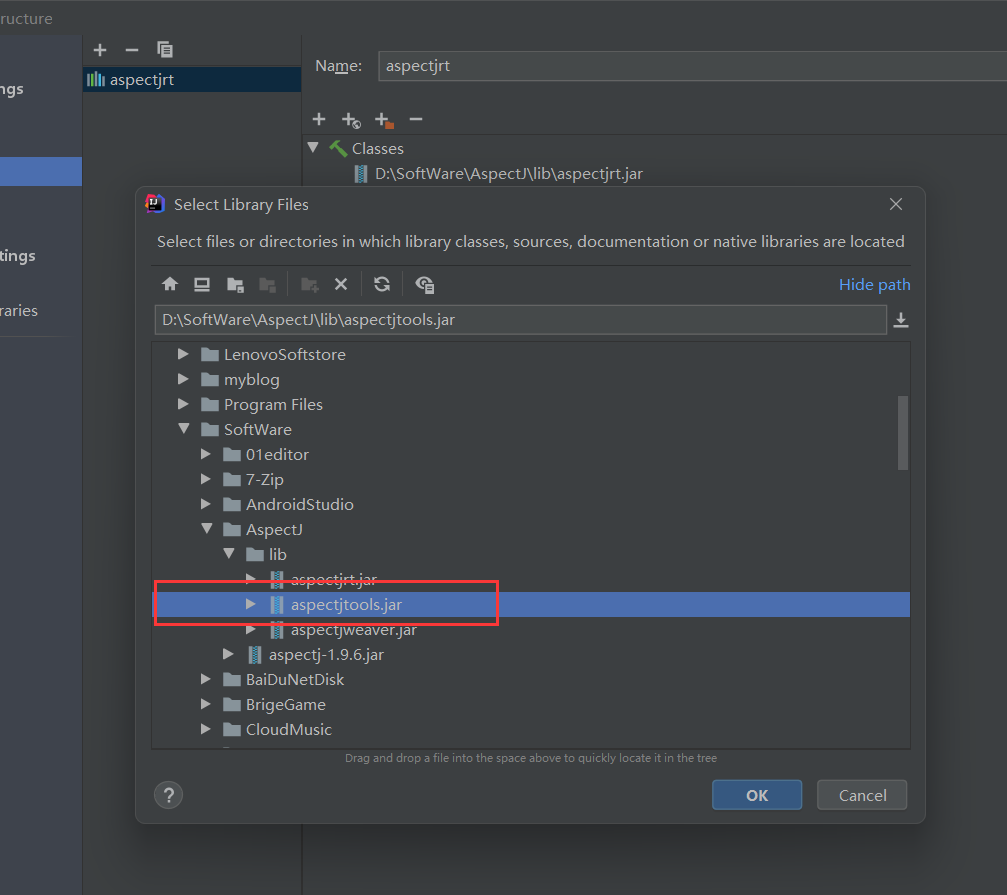 ructure
ngs
tings
raries
aspectjrt
Name: aspectjrt
Classes
D:\SoftWare\AspectJ\lib\aspectjrt.jar
Select Library Files
Select files or directories in which library classes, sources, documentation or native libraries are located
Hide path
D:\SoftWare\AspectJ\lib\aspectjtools.jar
LenovoSoftstore
myblog
Program Files
SoftWare
01editor
7-Zip
AndroidStudio
AspectJ
lib
aspectjrt.jar
aspectjtools.jar
aspectjweaver.jar
aspectj-1.9.6.jar
BaiDuNetDisk
BrigeGame
CloudMusic
Drag and drop a file into the space above to quickly locate it in the tree
?
OK
Cancel